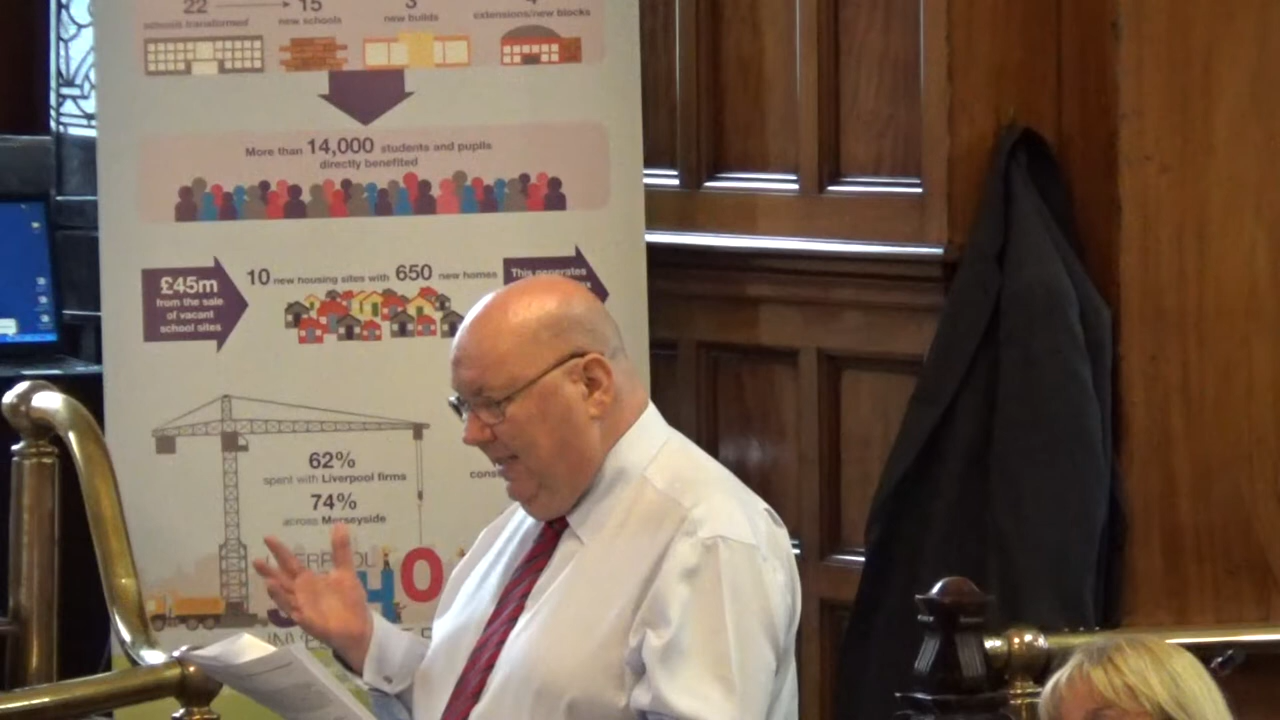 22 15 3 4
schools transformed new schools new builds extensions/new blocks
More than 14,000 students and pupils
directly benefited
£45m
from the sale
of vacant
school sites
10 new housing sites with 650 new homes
This generates
62%
spent with Liverpool firms
74%
across Merseyside
LIVERPOOL